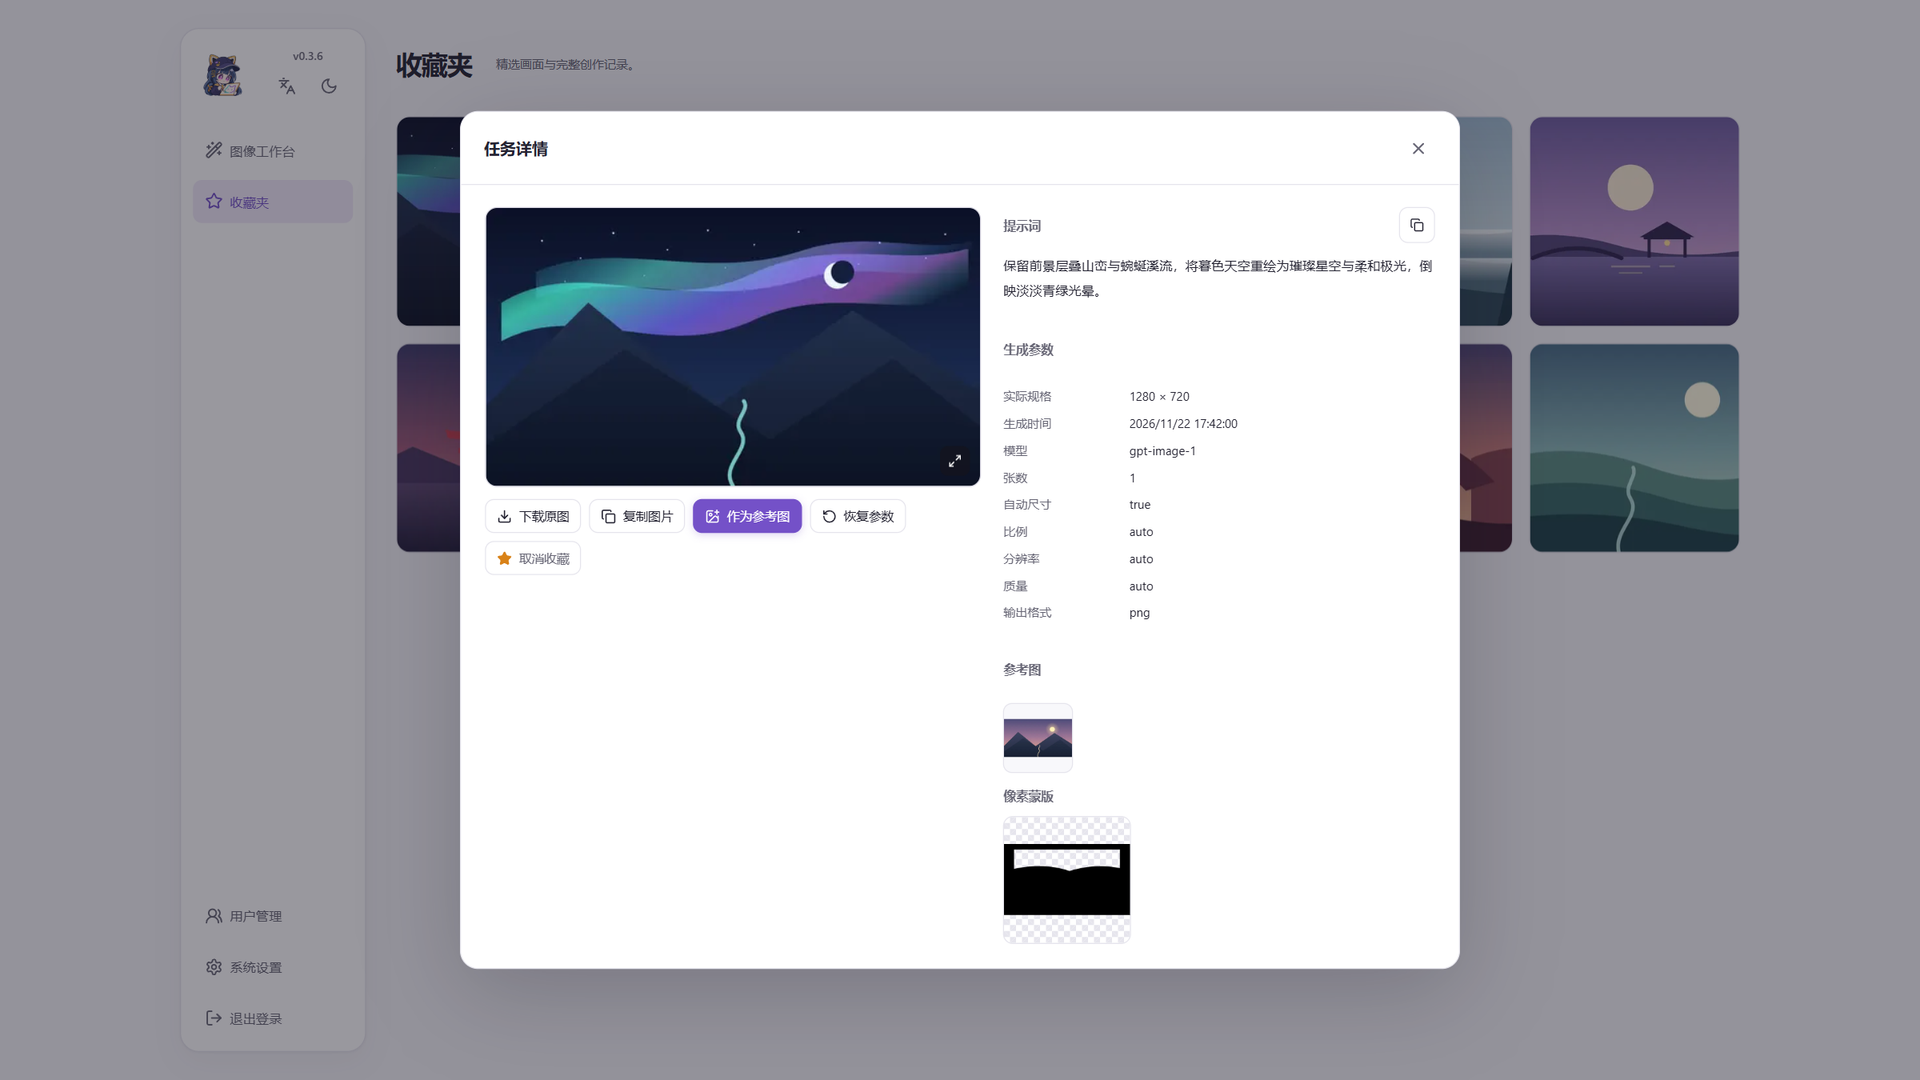 v0.3.6
图像工作台
收藏夹
用户管理
系统设置
退出登录
收藏夹
精选画面与完整创作记录。
任务详情
下载原图
复制图片
作为参考图
恢复参数
取消收藏
提示词
保留前景层叠山峦与蜿蜒溪流，将暮色天空重绘为璀璨星空与柔和极光，倒
映淡淡青绿光晕。
生成参数
实际规格 1280 × 720
生成时间 2026/11/22 17:42:00
模型 gpt-image-1
张数 1
自动尺寸 true
比例 auto
分辨率 auto
质量 auto
输出格式 png
参考图
像素蒙版